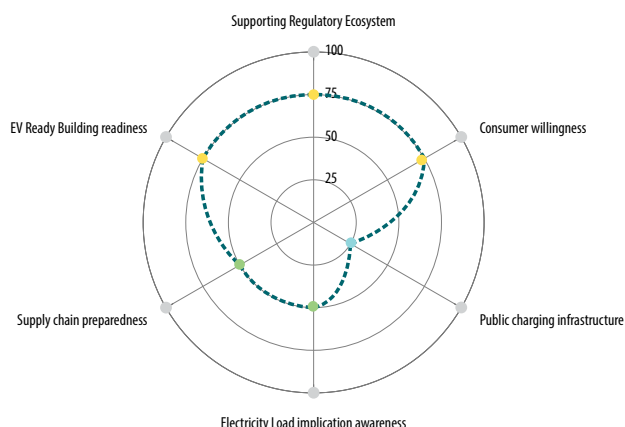 Supporting Regulatory Ecosystem
100
75
EV Ready Building readiness
Consumer willingness
50
25
Supply chain preparedness
Public charging infrastructure
Electricity Load implication awareness